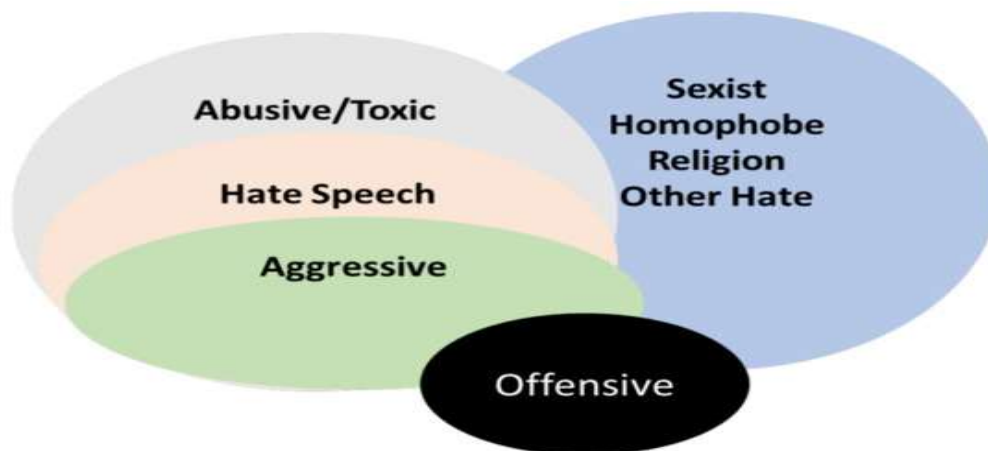 Abusive/Toxic
Hate Speech
Aggressive
Sexist
Homophobe
Religion
Other Hate
Offensive